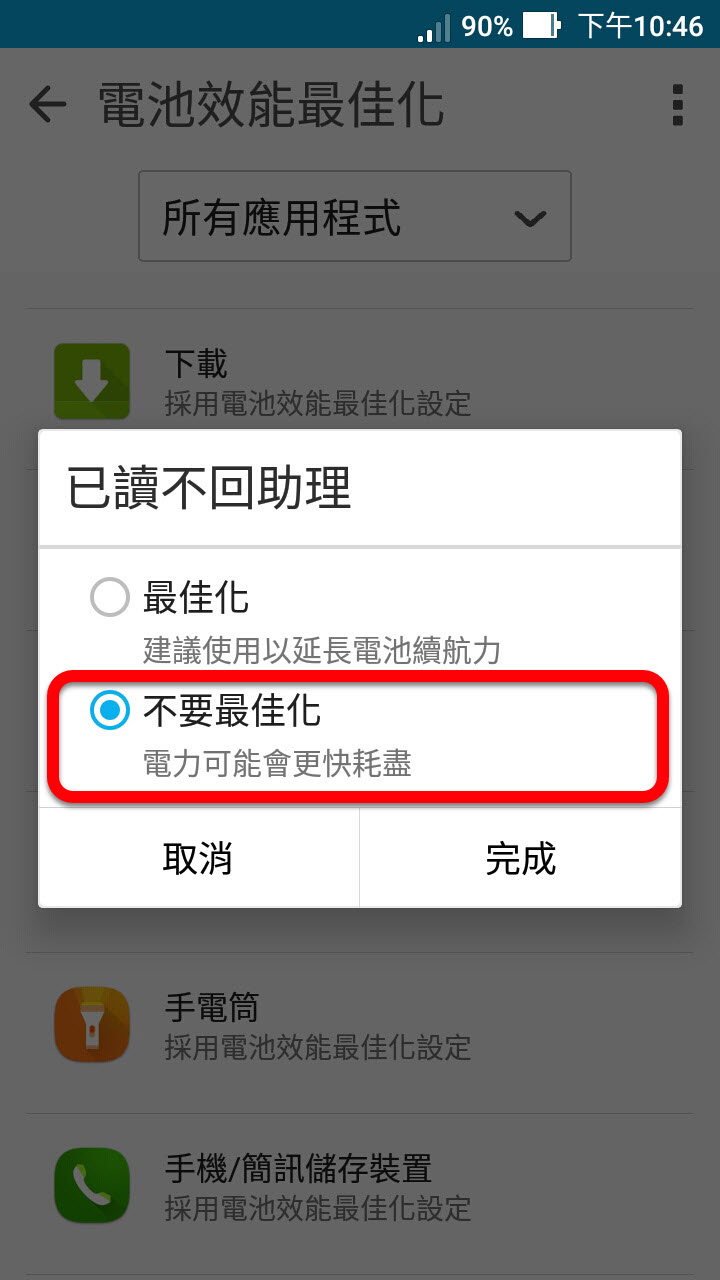 90% 下午10:46
電池效能最佳化
所有應用程式
下載
採用電池效能最佳化設定
已讀不回助理
最佳化
建議使用以延長電池續航力
不要最佳化
電力可能會更快耗盡
取消
完成
手電筒
採用電池效能最佳化設定
手機/簡訊儲存裝置
採用電池效能最佳化設定